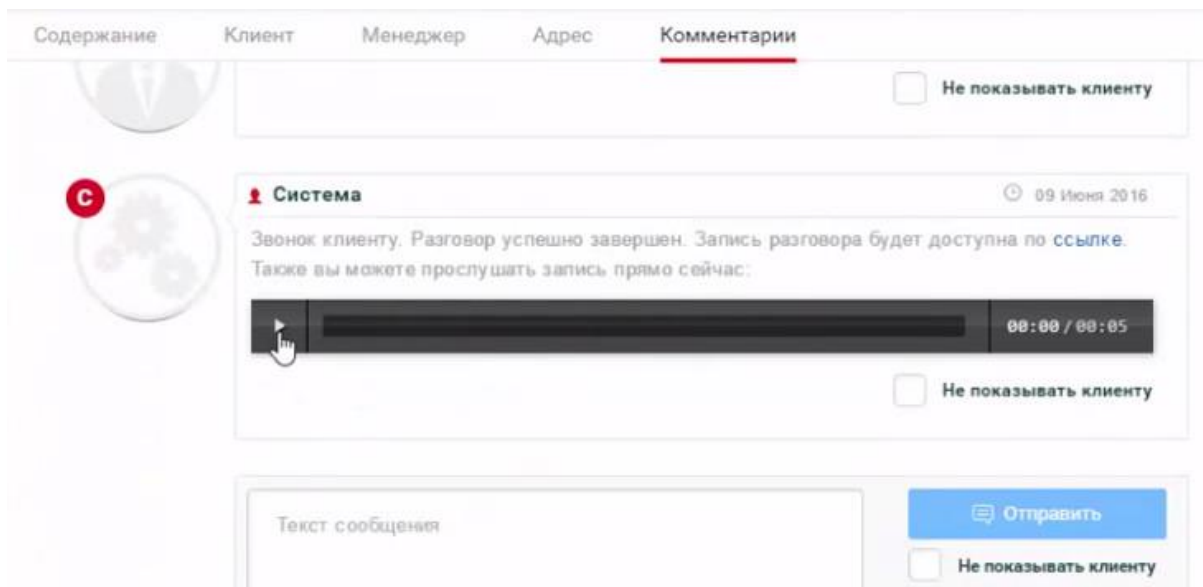 Содержание Клиент Менеджер Адрес Комментарии
Не показывать клиенту
С
Система 09 Июня 2016
Звонок клиенту. Разговор успешно завершен. Запись разговора будет доступна по ссылке.
Также вы можете прослушать запись прямо сейчас:
00:00 / 00:05
Не показывать клиенту
Текст сообщения
Отправить
Не показывать клиенту